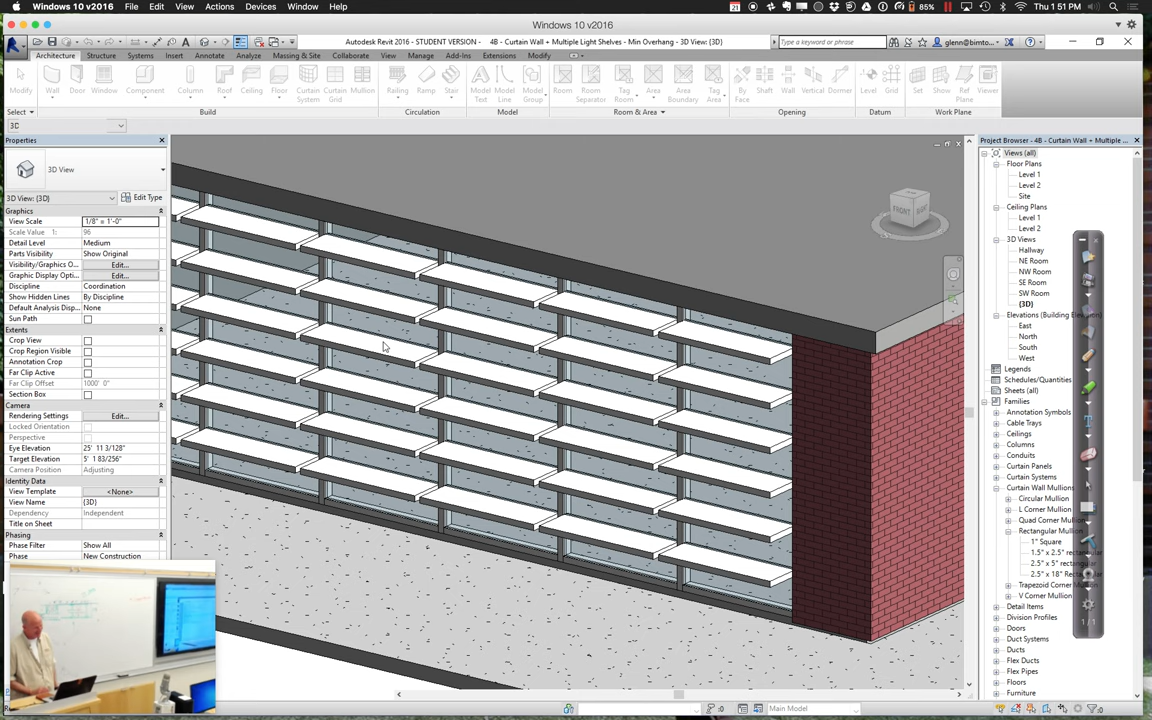 Windows 10 v2016 File Edit View Actions Devices Window Help 85% Thu 1 51 PM
Windows 10 v2016
Autodesk Revit 2016 - STUDENT VERSION - 4B - Curtain Wall + Multiple Light Shelves - Min Overhang - 3D View: {3D} Type a keyword or phrase glenn@bimto...
Architecture Structure Systems Insert Annotate Analyze Massing & Site Collaborate View Manage Add-Ins Extensions Modify
Modify Wall Door Window Component Column Roof Ceiling Floor Curtain System Curtain Grid Mullion Railing Ramp Stair Model Text Model Line Model Group Room Room Separator Tag Room Area Area Boundary Tag Area By Face Shaft Wall Vertical Dormer Level Grid Set Show Ref Plane Viewer
Select Build Circulation Model Room & Area Opening Datum Work Plane
3D
Properties
3D View
3D View: {3D} Edit Type
Graphics
View Scale 1/8" = 1'-0"
Scale Value 1: 96
Detail Level Medium
Parts Visibility Show Original
Visibility/Graphics O... Edit...
Graphic Display Optio... Edit...
Discipline Coordination
Show Hidden Lines By Discipline
Default Analysis Disp... None
Sun Path
Extents
Crop View
Crop Region Visible
Annotation Crop
Far Clip Active
Far Clip Offset 1000' 0"
Section Box
Camera
Rendering Settings Edit...
Locked Orientation
Perspective
Eye Elevation 25' 11 3/128"
Target Elevation 5' 1 83/256"
Camera Position Adjusting
Identity Data
View Template <None>
View Name {3D}
Dependency Independent
Title on Sheet
Phasing
Phase Filter Show All
Phase New Construction
FRONT RIGHT
Project Browser - 4B - Curtain Wall + Multiple ...
Views (all)
Floor Plans
Level 1
Level 2
Site
Ceiling Plans
Level 1
Level 2
3D Views
Hallway
NE Room
NW Room
SE Room
SW Room
{3D}
Elevations (Building Elevation)
East
North
South
West
Legends
Schedules/Quantities
Sheets (all)
Families
Annotation Symbols
Cable Trays
Ceilings
Columns
Conduits
Curtain Panels
Curtain Systems
Curtain Wall Mullions
Circular Mullion
L Corner Mullion
Quad Corner Mullion
Rectangular Mullion
1" Square
1.5" x 2.5" rectangular
2.5" x 5" rectangular
2.5" x 18" Rectangular
Trapezoid Corner Mullion
V Corner Mullion
Detail Items
Division Profiles
Doors
Duct Systems
Ducts
Flex Ducts
Flex Pipes
Floors
Furniture
1 / 1
:0 Main Model :0